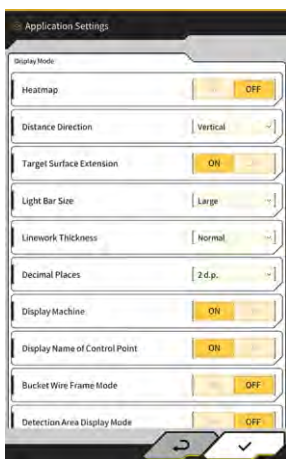 Application Settings
Display Mode
Heatmap OFF
Distance Direction Vertical
Target Surface Extension ON
Light Bar Size Large
Linework Thickness Normal
Decimal Places 2 d.p.
Display Machine ON
Display Name of Control Point ON
Bucket Wire Frame Mode OFF
Detection Area Display Mode OFF